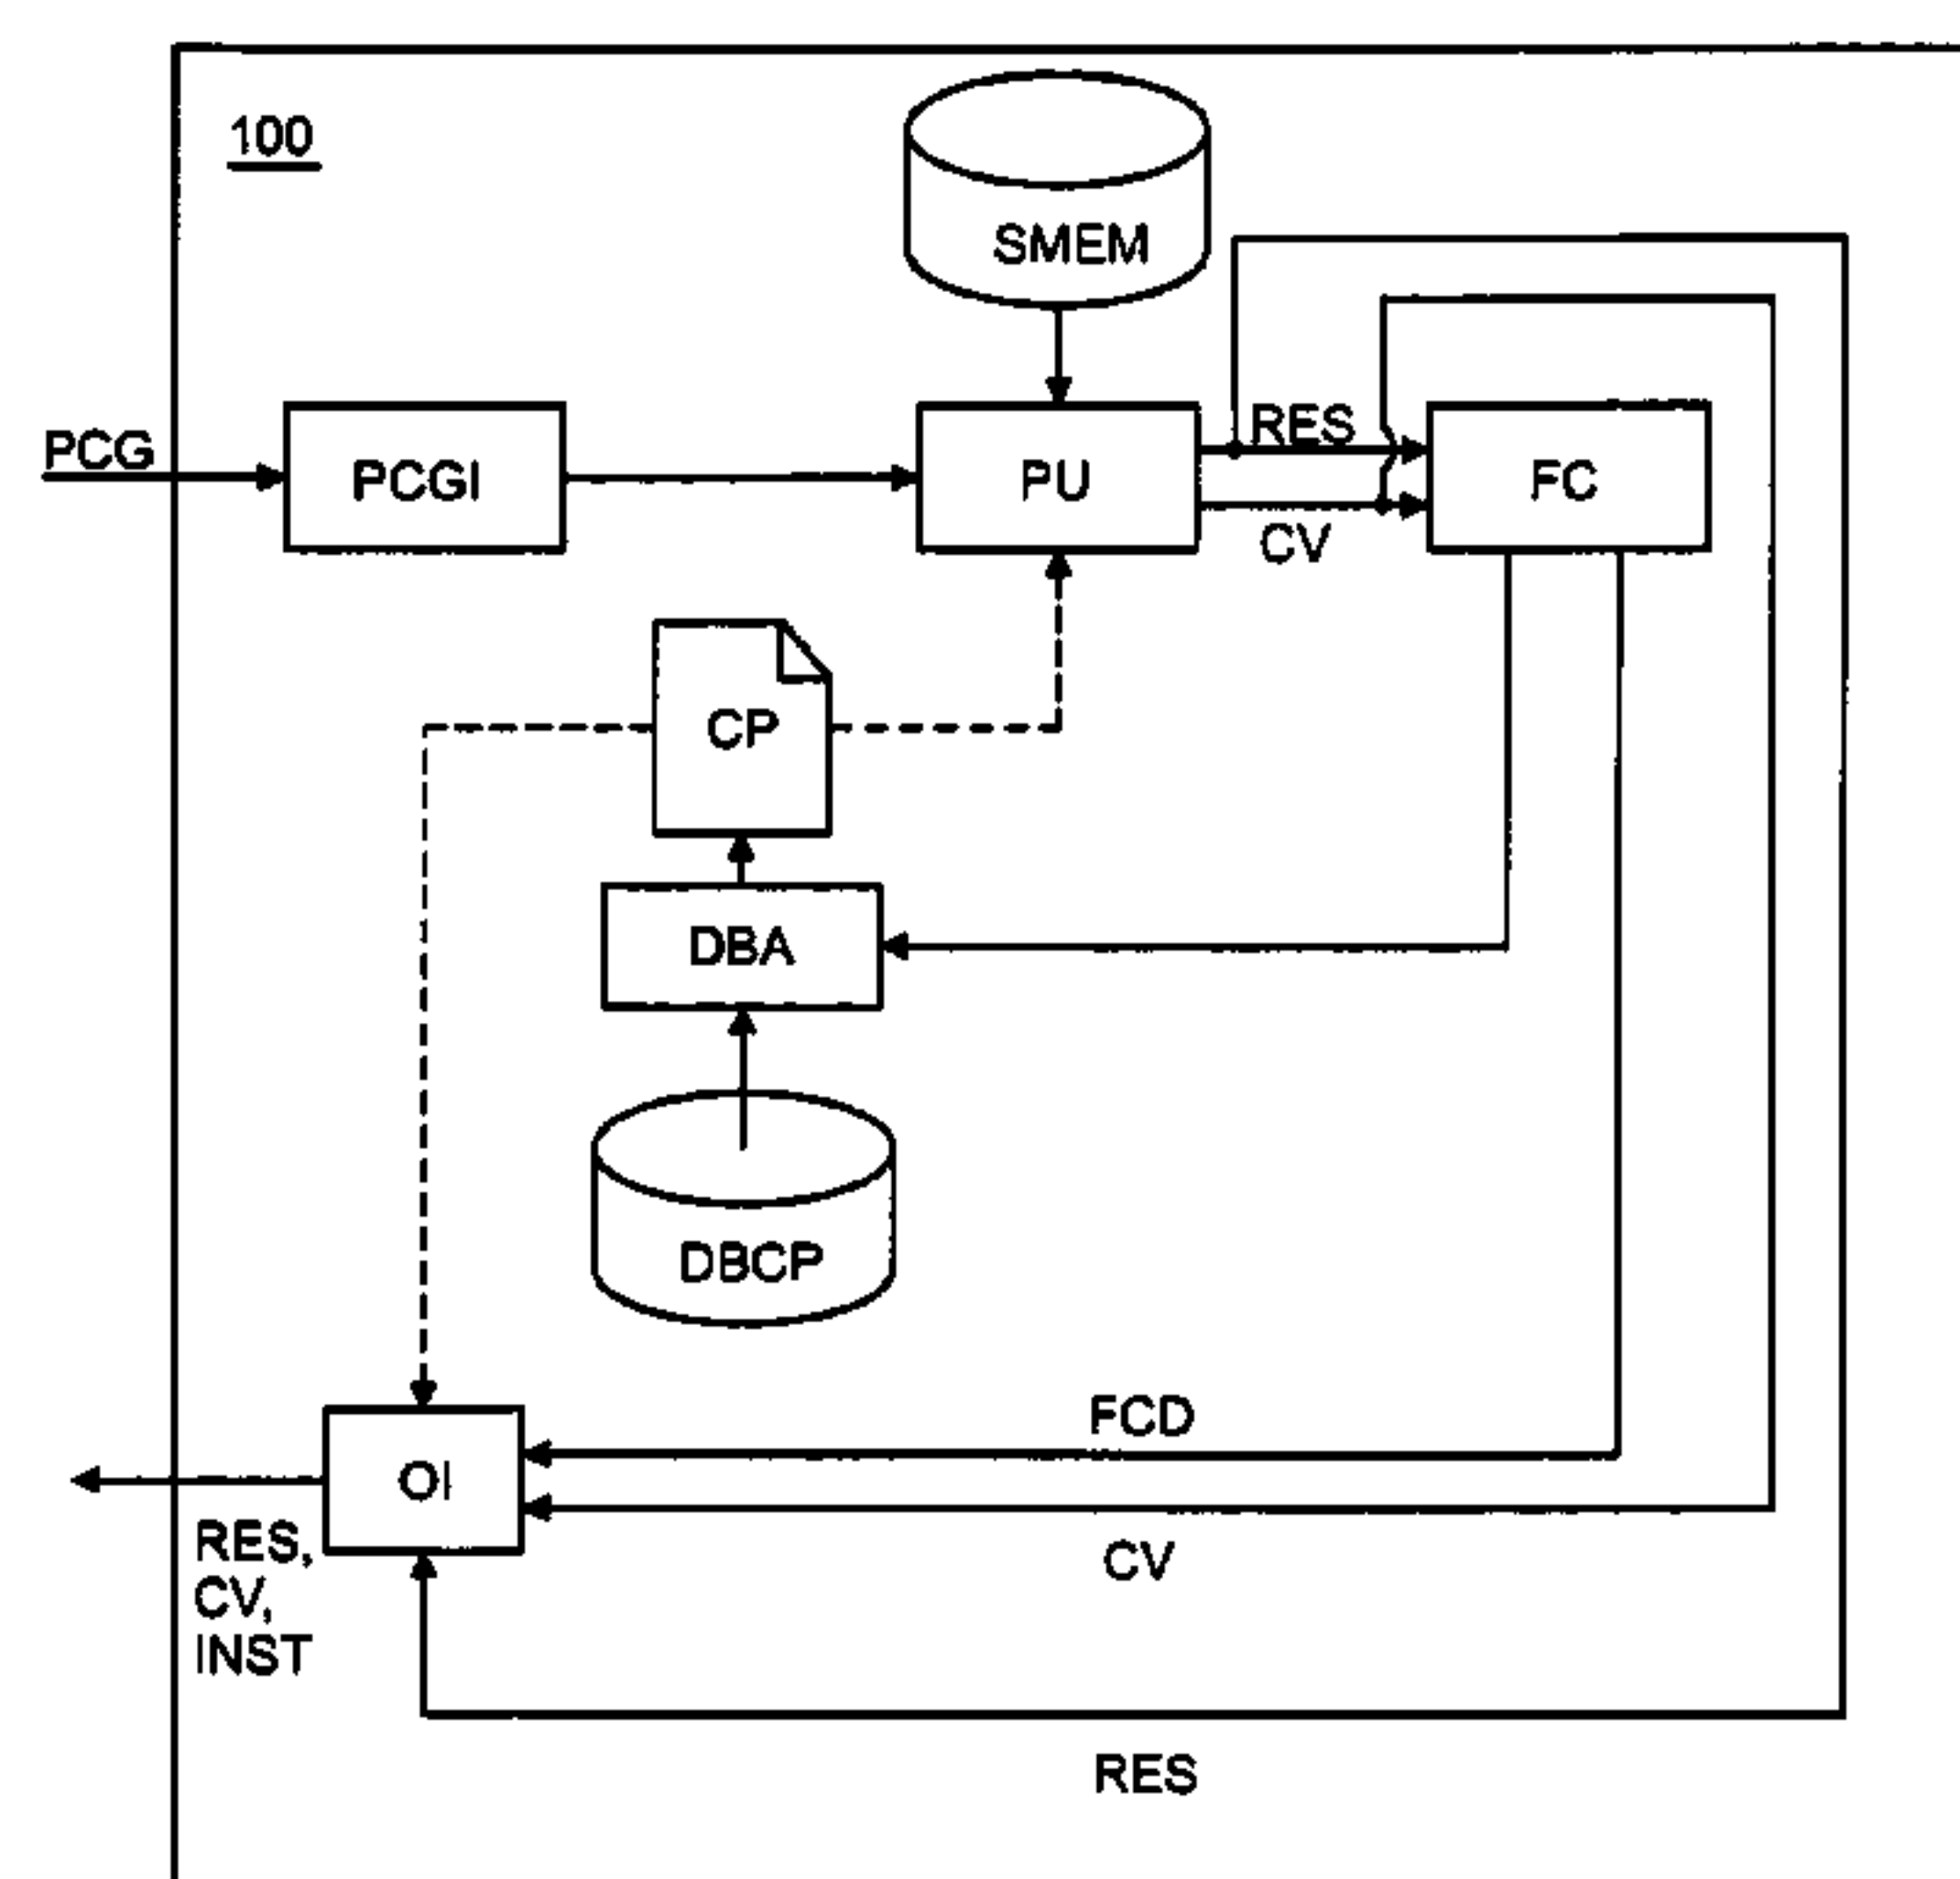 100
SMEM
PCG
PCGI
PU
RES
CV
FC
CP
DBA
DBCP
FCD
OI
CV
RES,
CV,
INST
RES